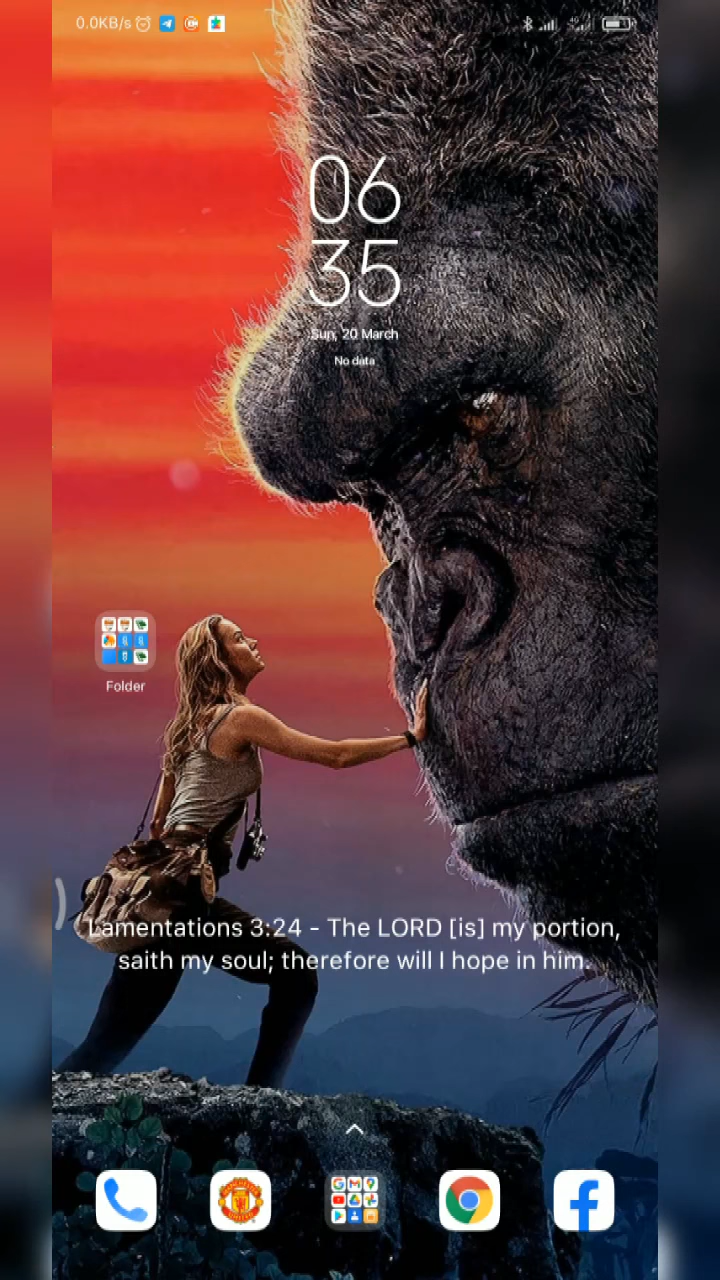 0.0KB/s
4G
06
35
Sun, 20 March
No data
Folder
Lamentations 3:24 - The LORD [is] my portion,
saith my soul; therefore will I hope in him.